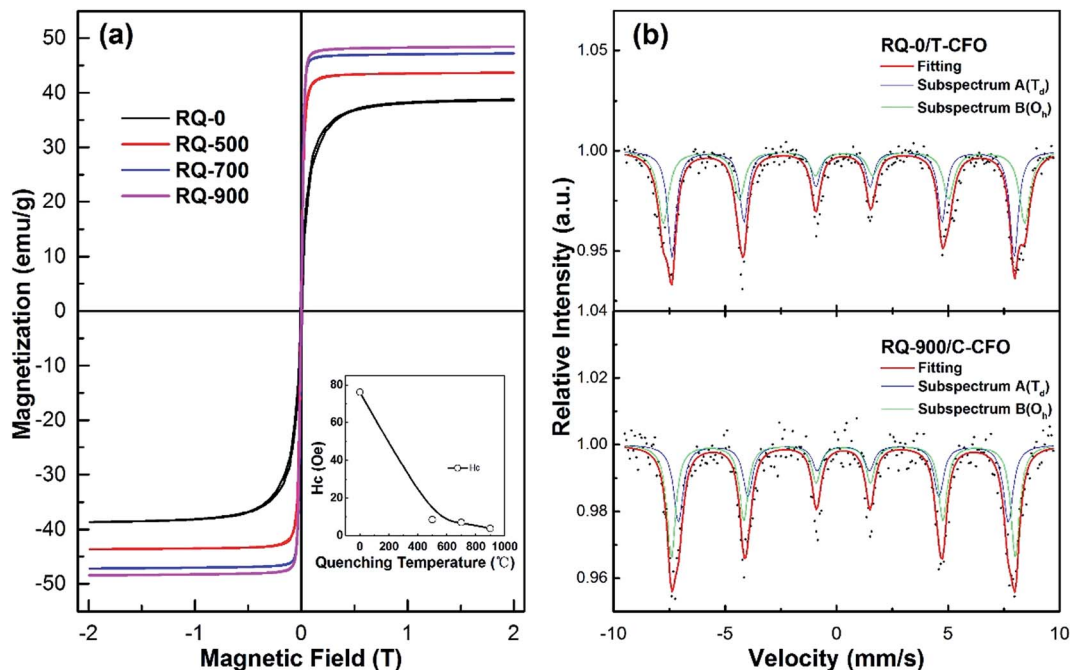 (a)
50
40
30
20
10
0
-10
-20
-30
-40
-50
Magnetization (emu/g)
RQ-0
RQ-500
RQ-700
RQ-900
80
60
40
20
0
Hc (Oe)
Hc
0 200 400 600 800 1000
Quenching Temperature (℃)
-2 -1 0 1 2
Magnetic Field (T)
(b)
1.05
1.00
0.95
1.04
1.00
0.98
0.96
Relative Intensity (a.u.)
RQ-0/T-CFO
Fitting
Subspectrum A(Td)
Subspectrum B(Oh)
RQ-900/C-CFO
Fitting
Subspectrum A(Td)
Subspectrum B(Oh)
-10 -5 0 5 10
Velocity (mm/s)